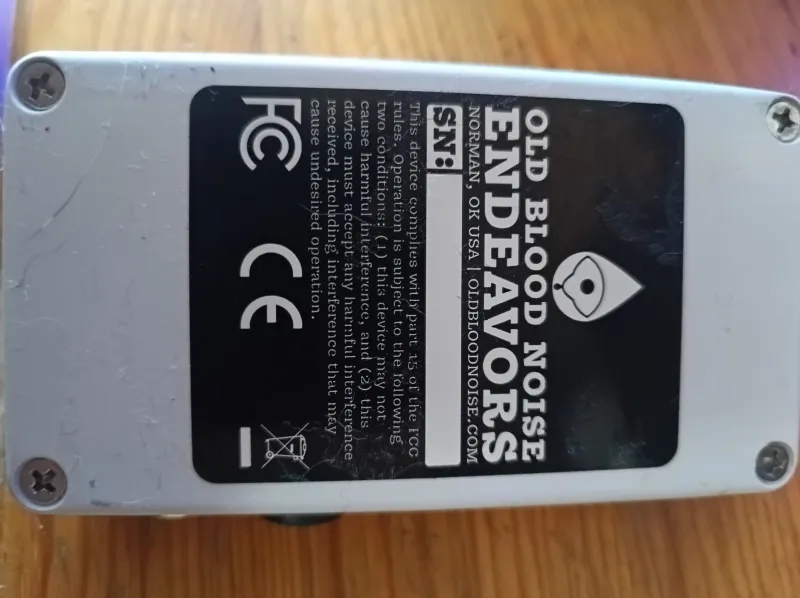 OLD BLOOD NOISE
ENDEAVORS
NORMAN, OK USA | OLDBLOODNOISE.COM
SN:
This device complies with part 15 of the FCC
rules. Operation is subject to the following
two conditions: (1) this device may not
cause harmful interference, and (2) this
device must accept any harmful interference
received, including interference that may
cause undesired operation.
FC CE